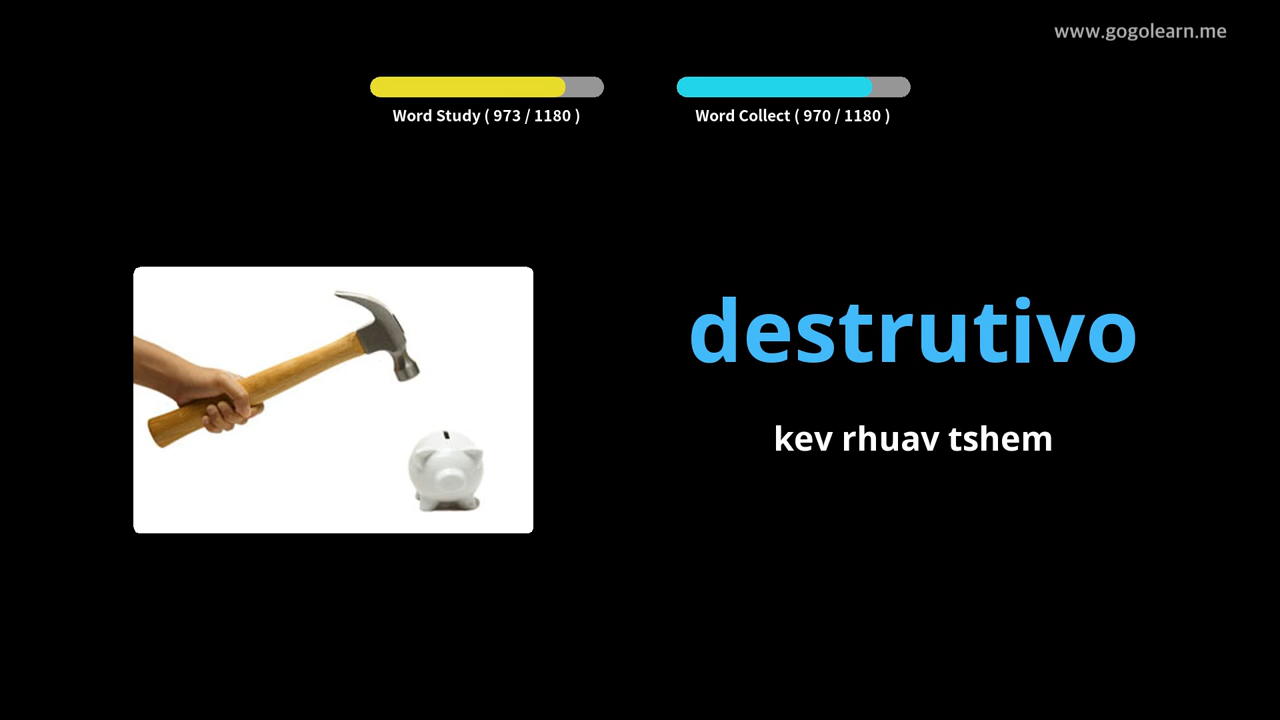 www.gogolearn.me
Word Study ( 973 / 1180 )
Word Collect ( 970 / 1180 )
destrutivo
kev rhuav tshem